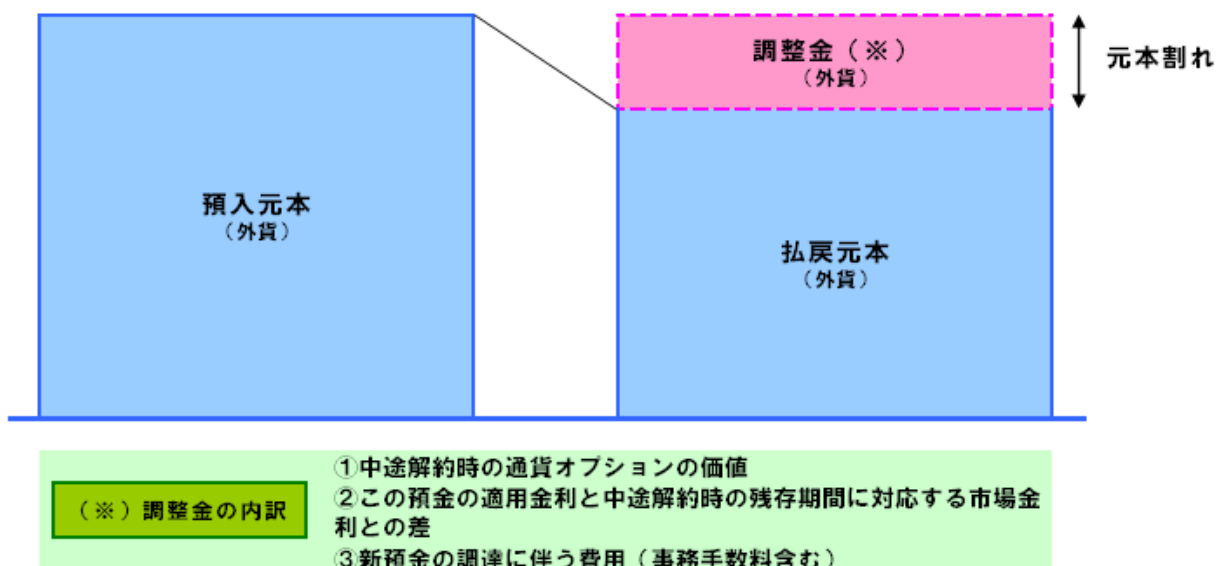 調整金（※）
（外貨）
元本割れ
預入元本
（外貨）
払戻元本
（外貨）
（※）調整金の内訳
①中途解約時の通貨オプションの価値
②この預金の適用金利と中途解約時の残存期間に対応する市場金
利との差
③新預金の調達に伴う費用（事務手数料含む）